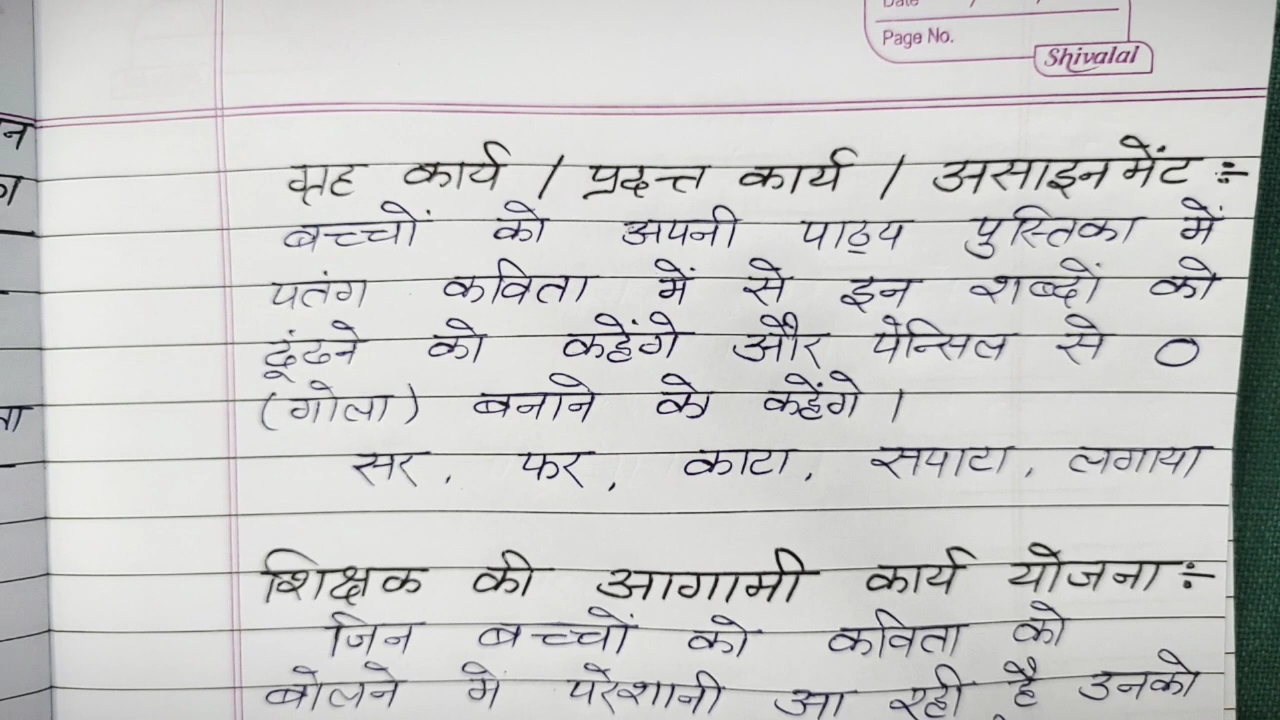 Date / /
Page No.
Shivalal
गृह कार्य / प्रदत्त कार्य / असाइनमेंट :-
बच्चों को अपनी पाठ्य पुस्तिका में
पतंग कविता में से इन शब्दों को
ढूंढने को कहेंगे और पेन्सिल से O
(गोला) बनाने को कहेंगे ।
सर, फर, काटा, सपाटा, लगाया
शिक्षक की आगामी कार्य योजना :-
जिन बच्चों को कविता को
बोलने में परेशानी आ रही है उनको